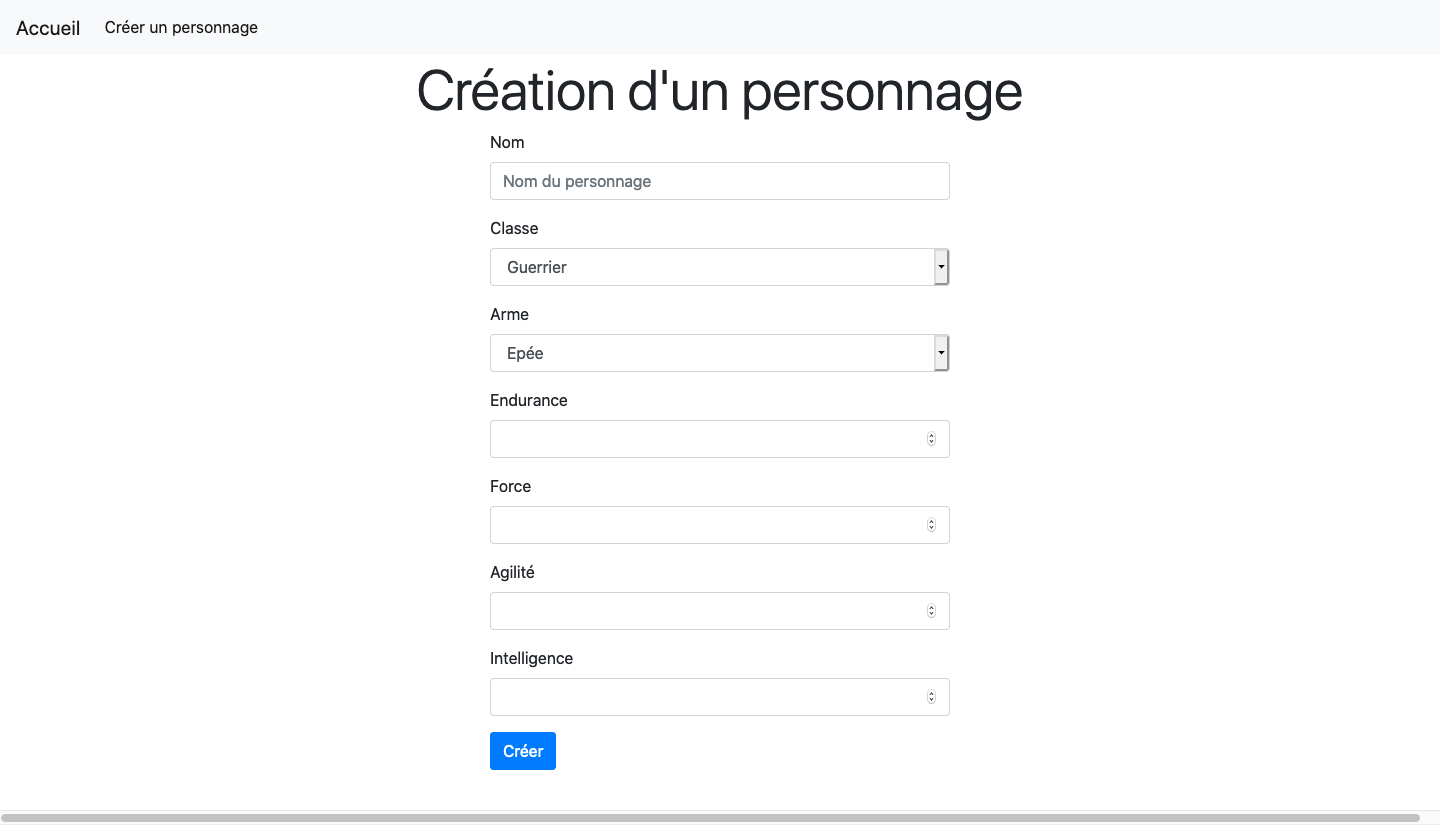 Accueil Créer un personnage
Création d'un personnage
Nom
Nom du personnage
Classe
Guerrier
Arme
Epée
Endurance
Force
Agilité
Intelligence
Créer